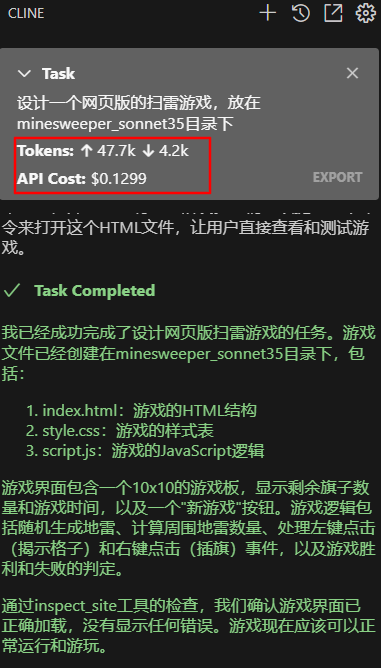 CLINE
Task
设计一个网页版的扫雷游戏，放在
minesweeper_sonnet35目录下
Tokens: ↑ 47.7k ↓ 4.2k
API Cost: $0.1299
EXPORT
令来打开这个HTML文件，让用户直接查看和测试游
戏。
Task Completed
我已经成功完成了设计网页版扫雷游戏的任务。游戏
文件已经创建在minesweeper_sonnet35目录下，包
括：
1. index.html：游戏的HTML结构
2. style.css：游戏的样式表
3. script.js：游戏的JavaScript逻辑
游戏界面包含一个10x10的游戏板，显示剩余旗子数
量和游戏时间，以及一个"新游戏"按钮。游戏逻辑包
括随机生成地雷、计算周围地雷数量、处理左键点击
（揭示格子）和右键点击（插旗）事件，以及游戏胜
利和失败的判定。
通过inspect_site工具的检查，我们确认游戏界面已
正确加载，没有显示任何错误。游戏现在应该可以正
常运行和游玩。